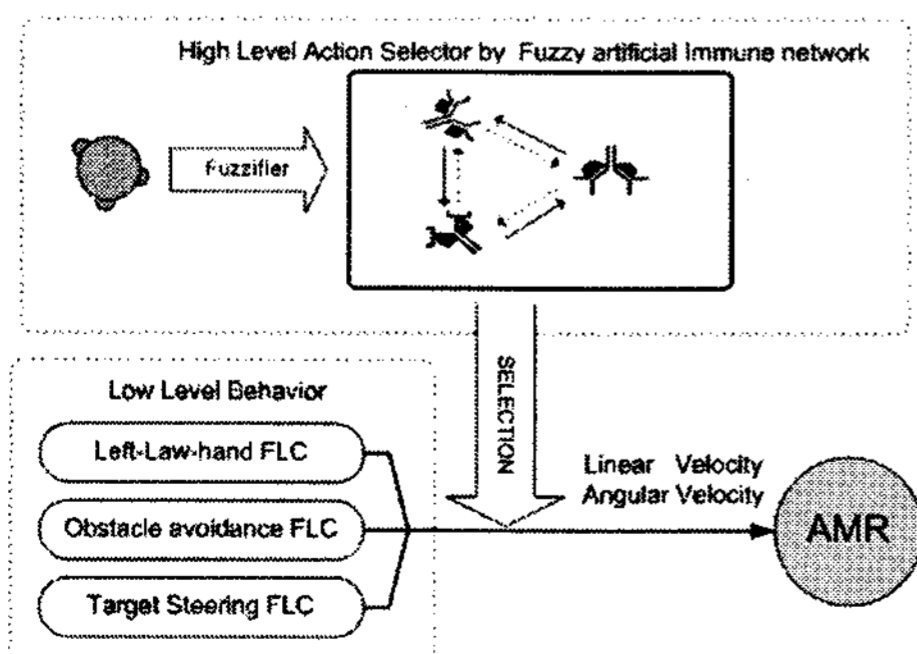 High Level Action Selector by Fuzzy artificial Immune network
Fuzzifier
SELECTION
Low Level Behavior
Left-Law-hand FLC
Obstacle avoidance FLC
Target Steering FLC
Linear Velocity
Angular Velocity
AMR